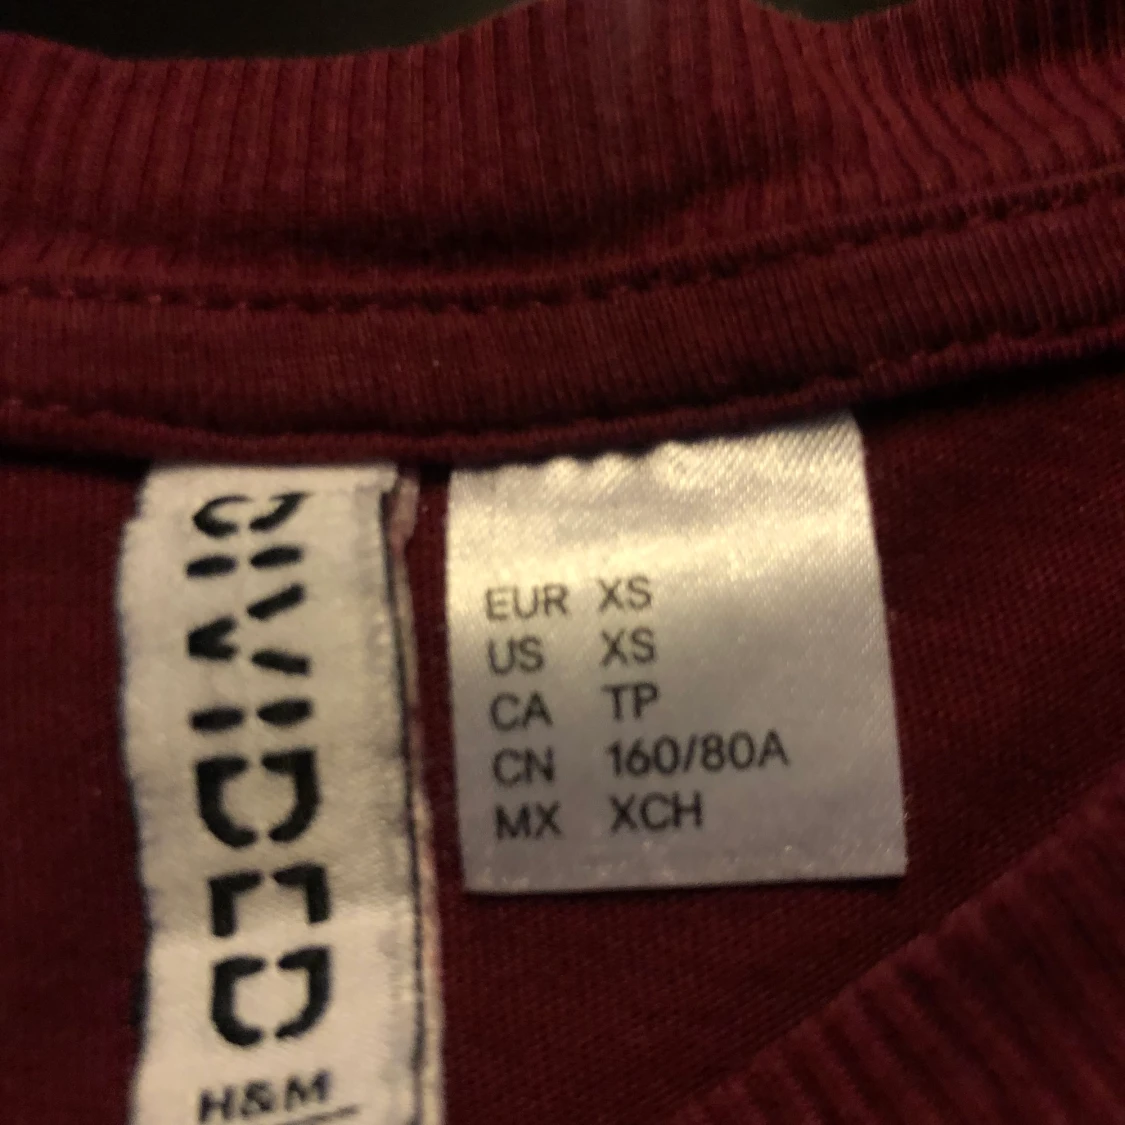 DIVIDED
H&M
EUR XS
US XS
CA TP
CN 160/80A
MX XCH